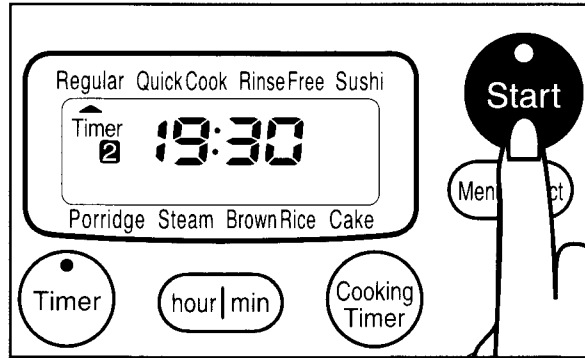 Regular QuickCook RinseFree Sushi
Start
Timer
2 19:30
Porridge Steam BrownRice Cake
Timer
hour|min
Cooking
Timer